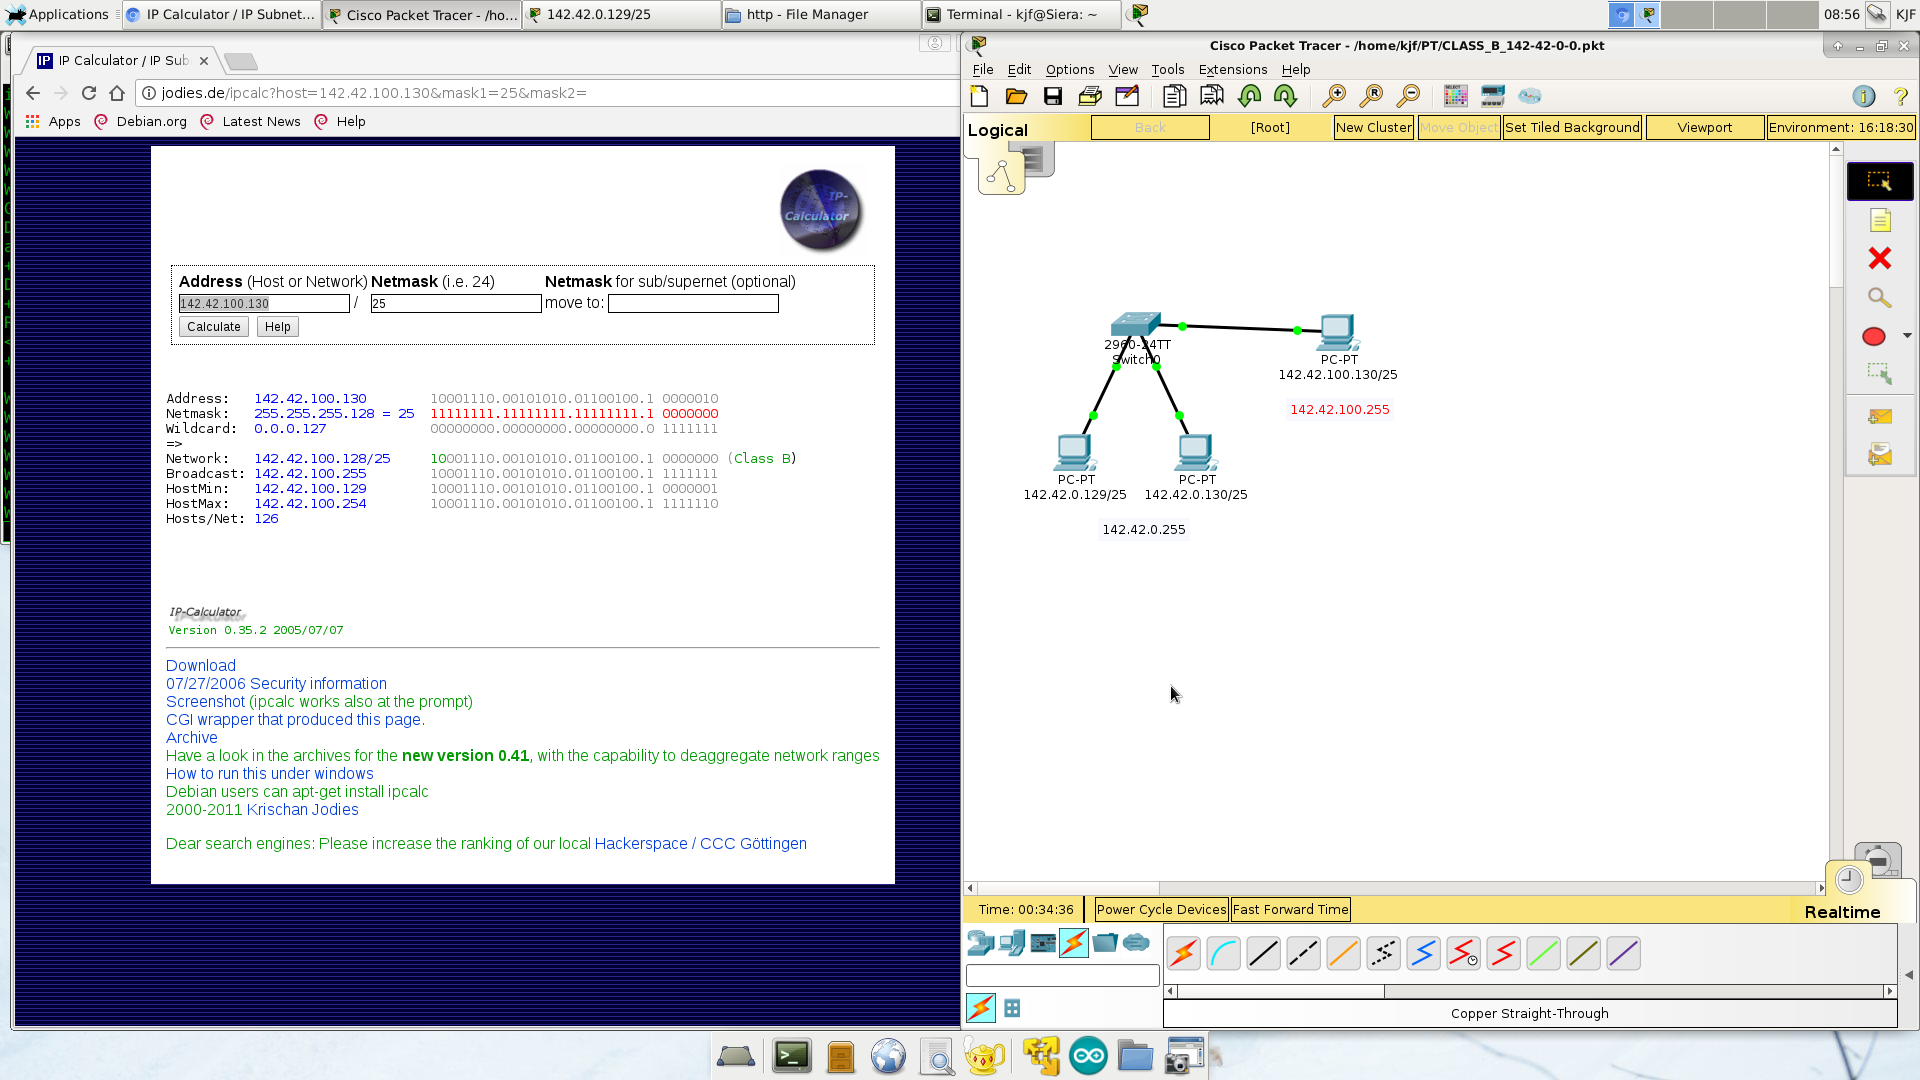 Applications
IP Calculator / IP Subnet...
Cisco Packet Tracer - /ho...
142.42.0.129/25
http - File Manager
Terminal - kjf@Siera: ~
08:56
KJF
IP Calculator / IP Sub
jodies.de/ipcalc?host=142.42.100.130&mask1=25&mask2=
Apps
Debian.org
Latest News
Help
IP-
Calculator
Address (Host or Network) Netmask (i.e. 24) Netmask for sub/supernet (optional)
142.42.100.130 / 25 move to:
Calculate Help
Address: 142.42.100.130 10001110.00101010.01100100.1 0000010
Netmask: 255.255.255.128 = 25 11111111.11111111.11111111.1 0000000
Wildcard: 0.0.0.127 00000000.00000000.00000000.0 1111111
=>
Network: 142.42.100.128/25 10001110.00101010.01100100.1 0000000 (Class B)
Broadcast: 142.42.100.255 10001110.00101010.01100100.1 1111111
HostMin: 142.42.100.129 10001110.00101010.01100100.1 0000001
HostMax: 142.42.100.254 10001110.00101010.01100100.1 1111110
Hosts/Net: 126
IP-Calculator
Version 0.35.2 2005/07/07
Download
07/27/2006 Security information
Screenshot (ipcalc works also at the prompt)
CGI wrapper that produced this page.
Archive
Have a look in the archives for the new version 0.41, with the capability to deaggregate network ranges
How to run this under windows
Debian users can apt-get install ipcalc
2000-2011 Krischan Jodies
Dear search engines: Please increase the ranking of our local Hackerspace / CCC Göttingen
Cisco Packet Tracer - /home/kjf/PT/CLASS_B_142-42-0-0.pkt
File Edit Options View Tools Extensions Help
Logical
Back
[Root]
New Cluster
Move Object
Set Tiled Background
Viewport
Environment: 16:18:30
2960-24TT
Switch0
PC-PT
142.42.100.130/25
142.42.100.255
PC-PT
142.42.0.129/25
PC-PT
142.42.0.130/25
142.42.0.255
Time: 00:34:36
Power Cycle Devices
Fast Forward Time
Realtime
Copper Straight-Through